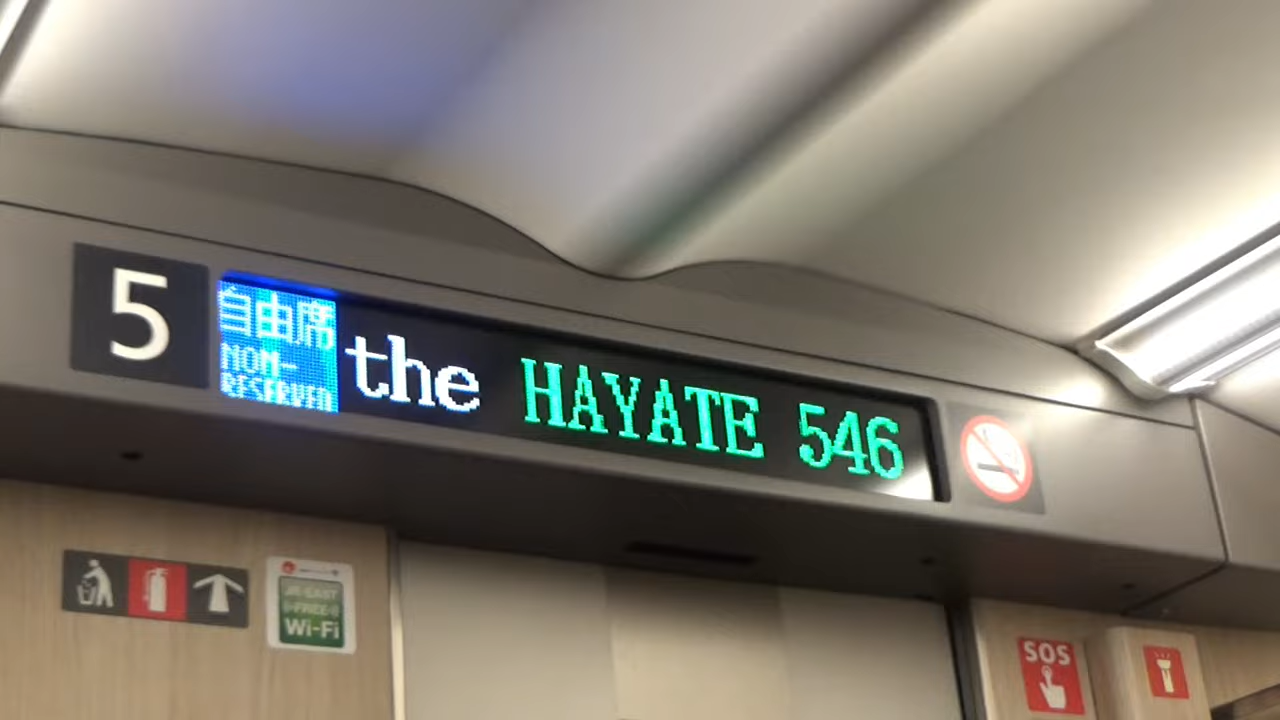 5
自由席
NON-
RESERVED
the HAYATE 546
JR-EAST
FREE
Wi-Fi
SOS